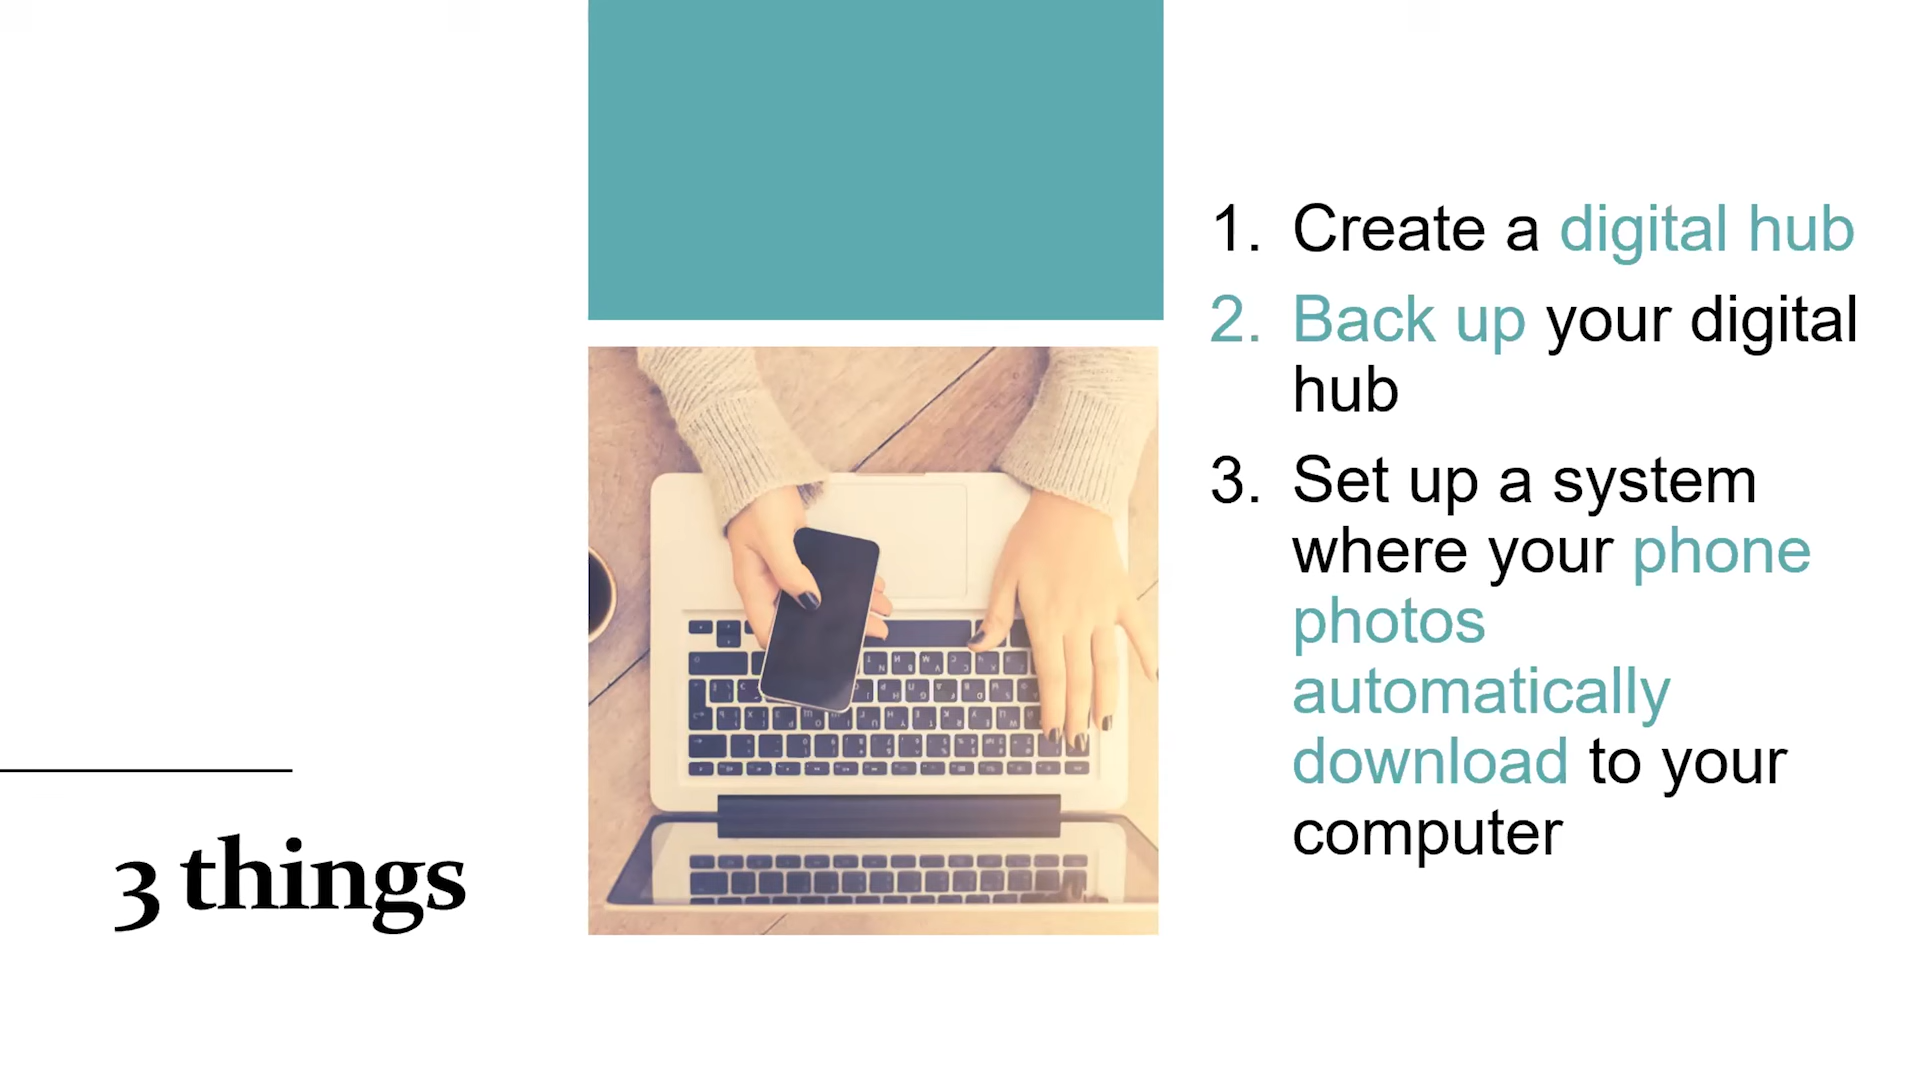 3 things
1. Create a digital hub
2. Back up your digital
hub
3. Set up a system
where your phone
photos
automatically
download to your
computer